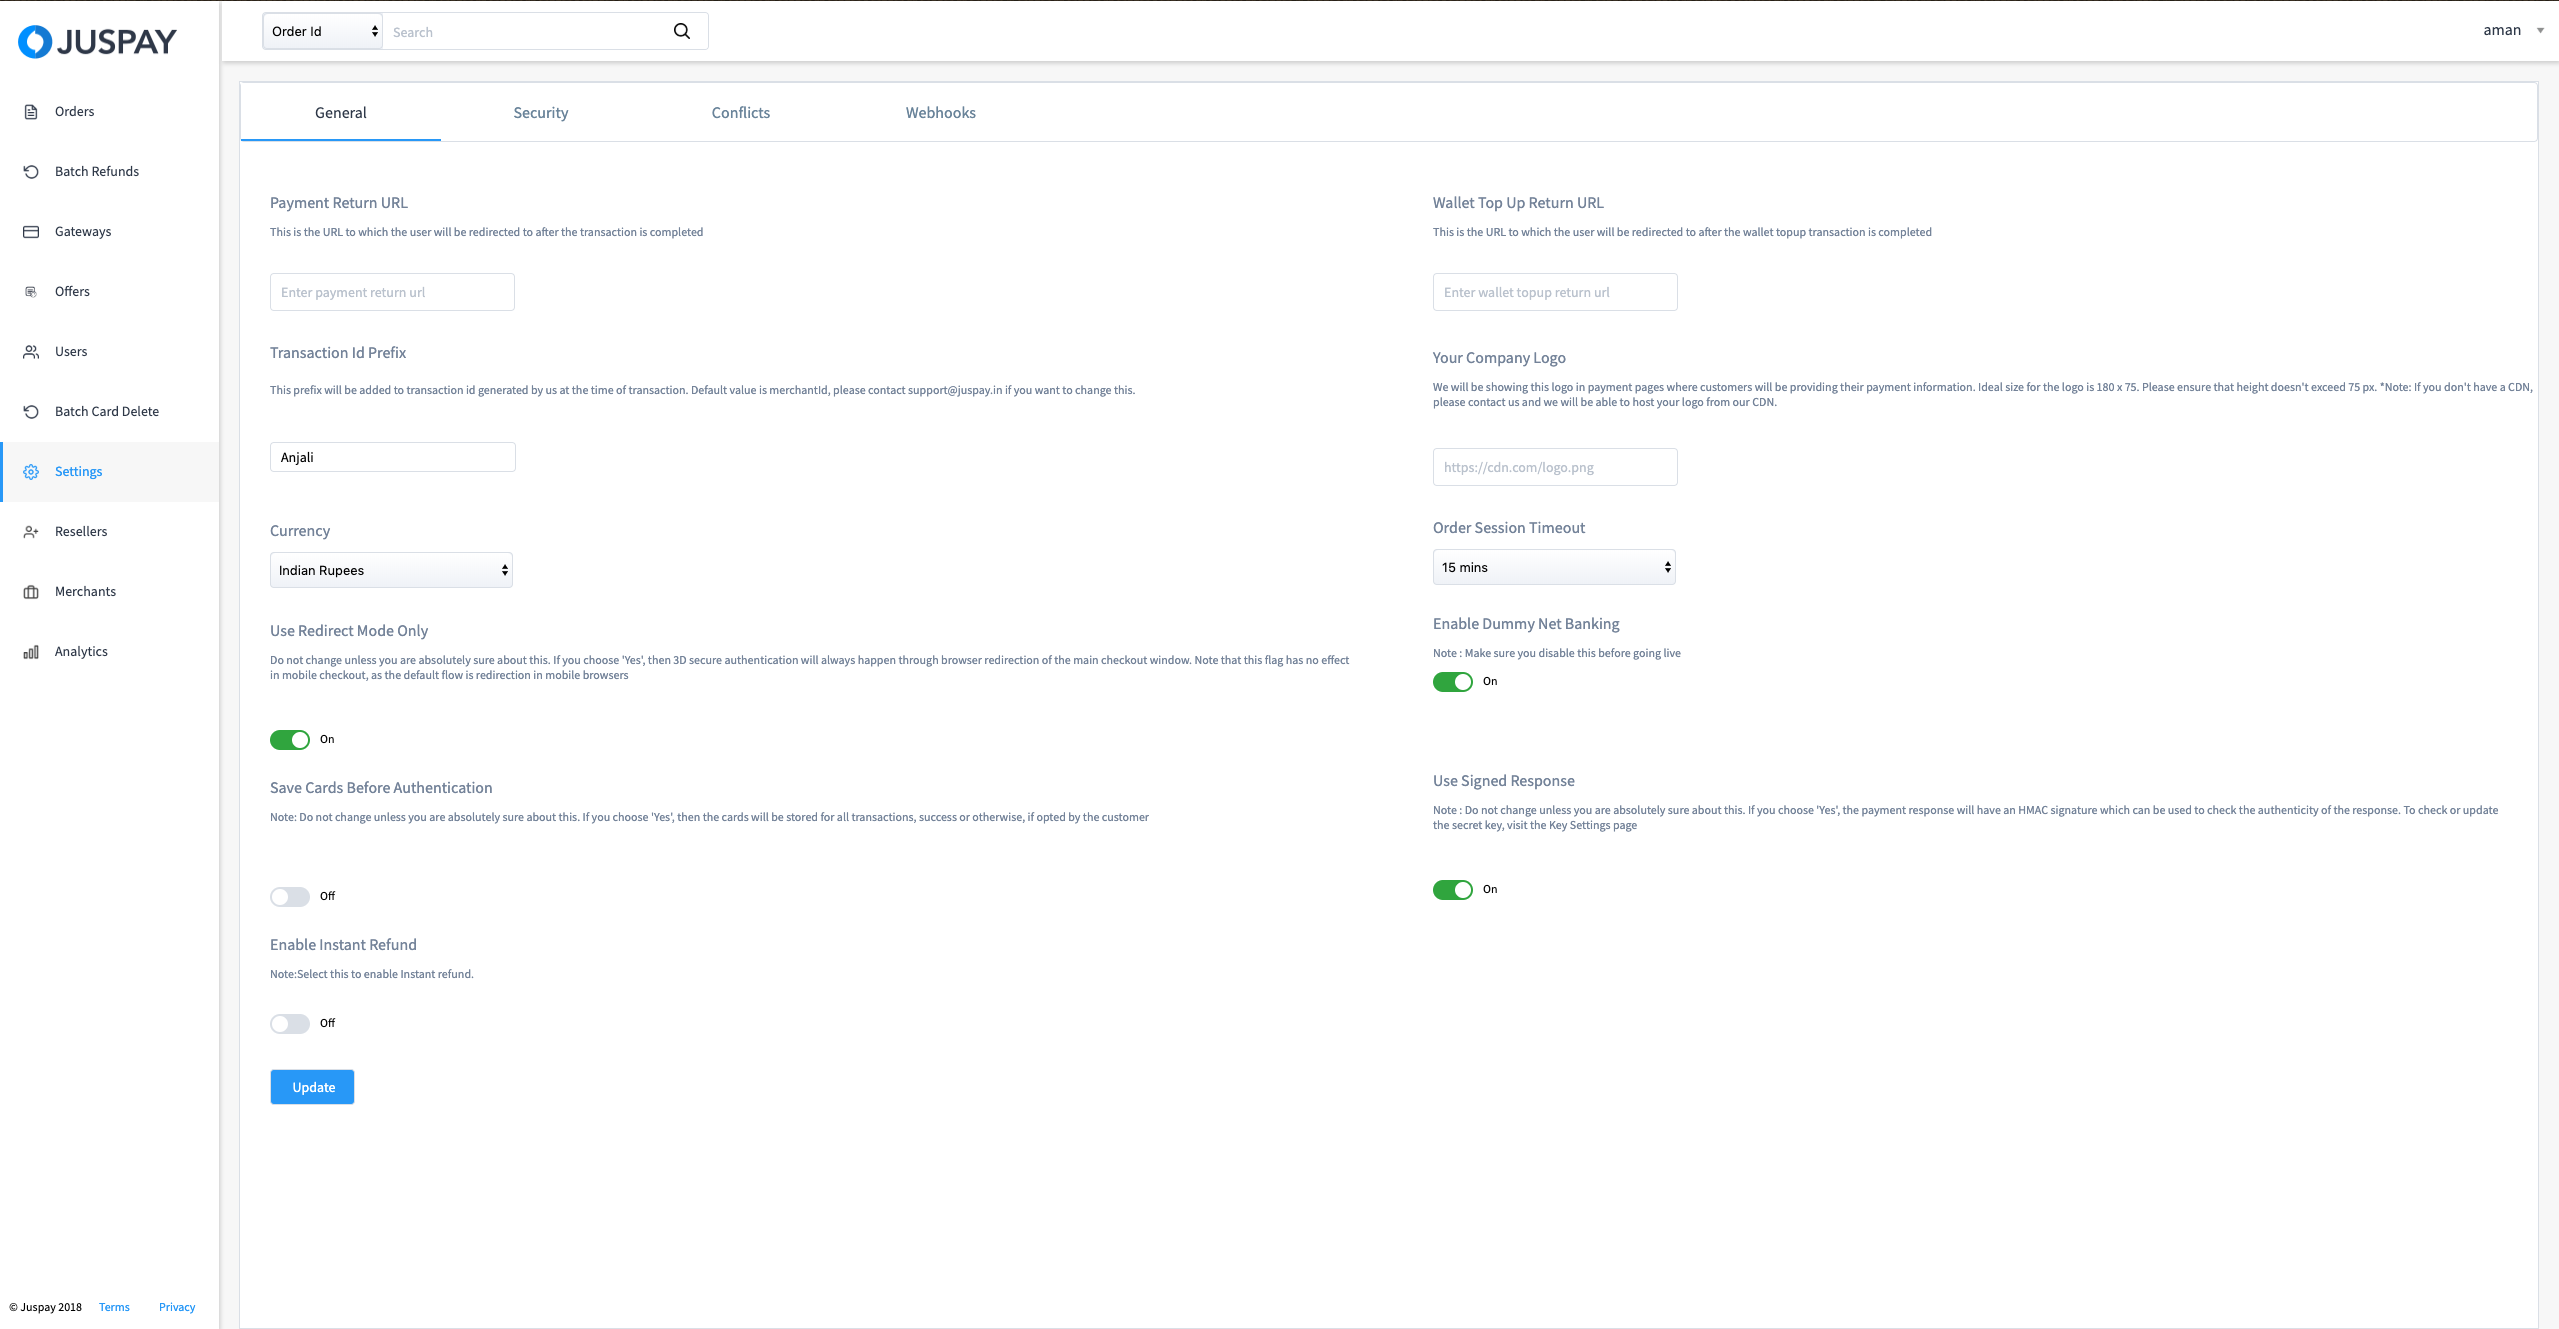 JUSPAY
Order Id
Search
aman
Orders
Batch Refunds
Gateways
Offers
Users
Batch Card Delete
Settings
Resellers
Merchants
Analytics
General
Security
Conflicts
Webhooks
Payment Return URL
This is the URL to which the user will be redirected to after the transaction is completed
Enter payment return url
Wallet Top Up Return URL
This is the URL to which the user will be redirected to after the wallet topup transaction is completed
Enter wallet topup return url
Transaction Id Prefix
This prefix will be added to transaction id generated by us at the time of transaction. Default value is merchantId, please contact support@juspay.in if you want to change this.
Anjali
Your Company Logo
We will be showing this logo in payment pages where customers will be providing their payment information. Ideal size for the logo is 180 x 75. Please ensure that height doesn't exceed 75 px. *Note: If you don't have a CDN,
please contact us and we will be able to host your logo from our CDN.
https://cdn.com/logo.png
Currency
Indian Rupees
Order Session Timeout
15 mins
Use Redirect Mode Only
Do not change unless you are absolutely sure about this. If you choose 'Yes', then 3D secure authentication will always happen through browser redirection of the main checkout window. Note that this flag has no effect
in mobile checkout, as the default flow is redirection in mobile browsers
On
Enable Dummy Net Banking
Note : Make sure you disable this before going live
On
Save Cards Before Authentication
Note: Do not change unless you are absolutely sure about this. If you choose 'Yes', then the cards will be stored for all transactions, success or otherwise, if opted by the customer
Off
Use Signed Response
Note : Do not change unless you are absolutely sure about this. If you choose 'Yes', the payment response will have an HMAC signature which can be used to check the authenticity of the response. To check or update
the secret key, visit the Key Settings page
On
Enable Instant Refund
Note:Select this to enable Instant refund.
Off
Update
© Juspay 2018
Terms
Privacy